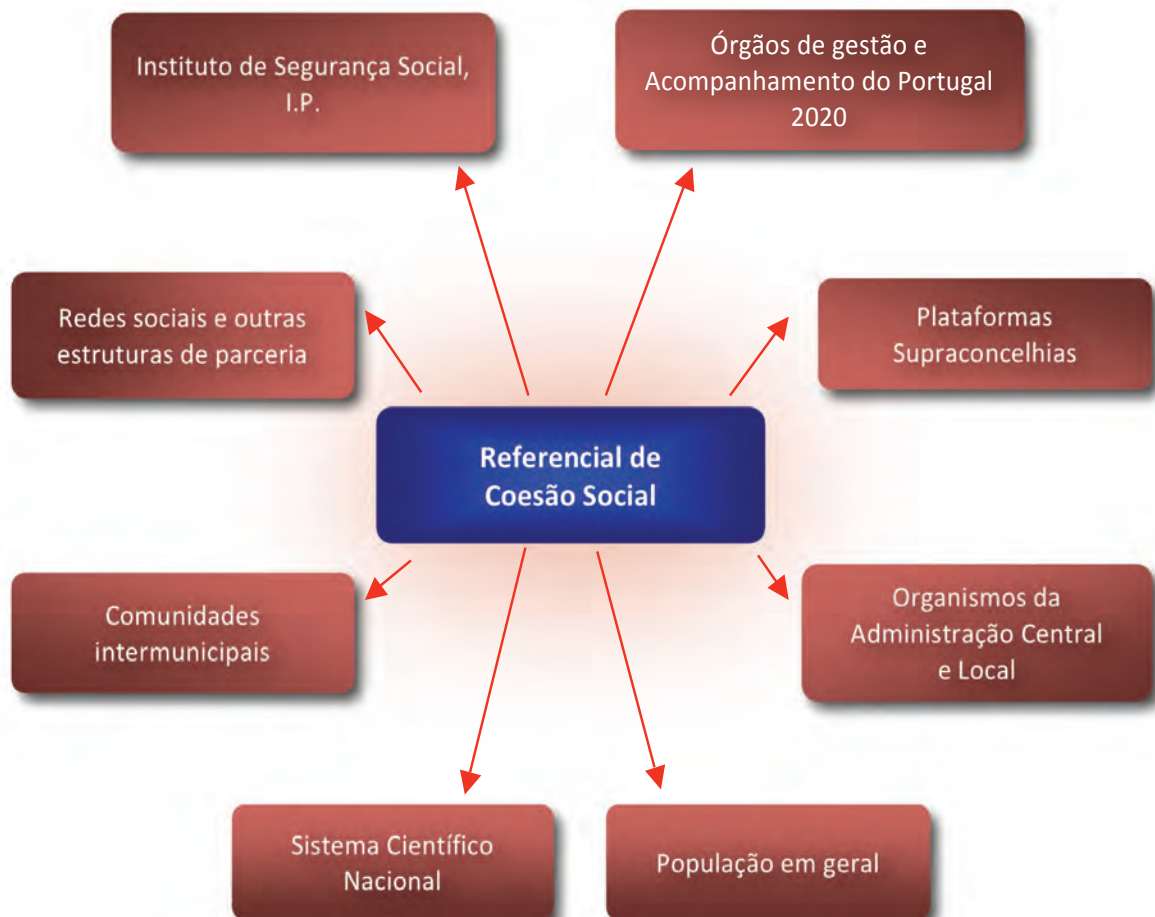 Instituto de Segurança Social,
I.P.
Órgãos de gestão e
Acompanhamento do Portugal
2020
Redes sociais e outras
estruturas de parceria
Plataformas
Supraconcelhias
Referencial de
Coesão Social
Comunidades
intermunicipais
Organismos da
Administração Central
e Local
Sistema Científico
Nacional
População em geral